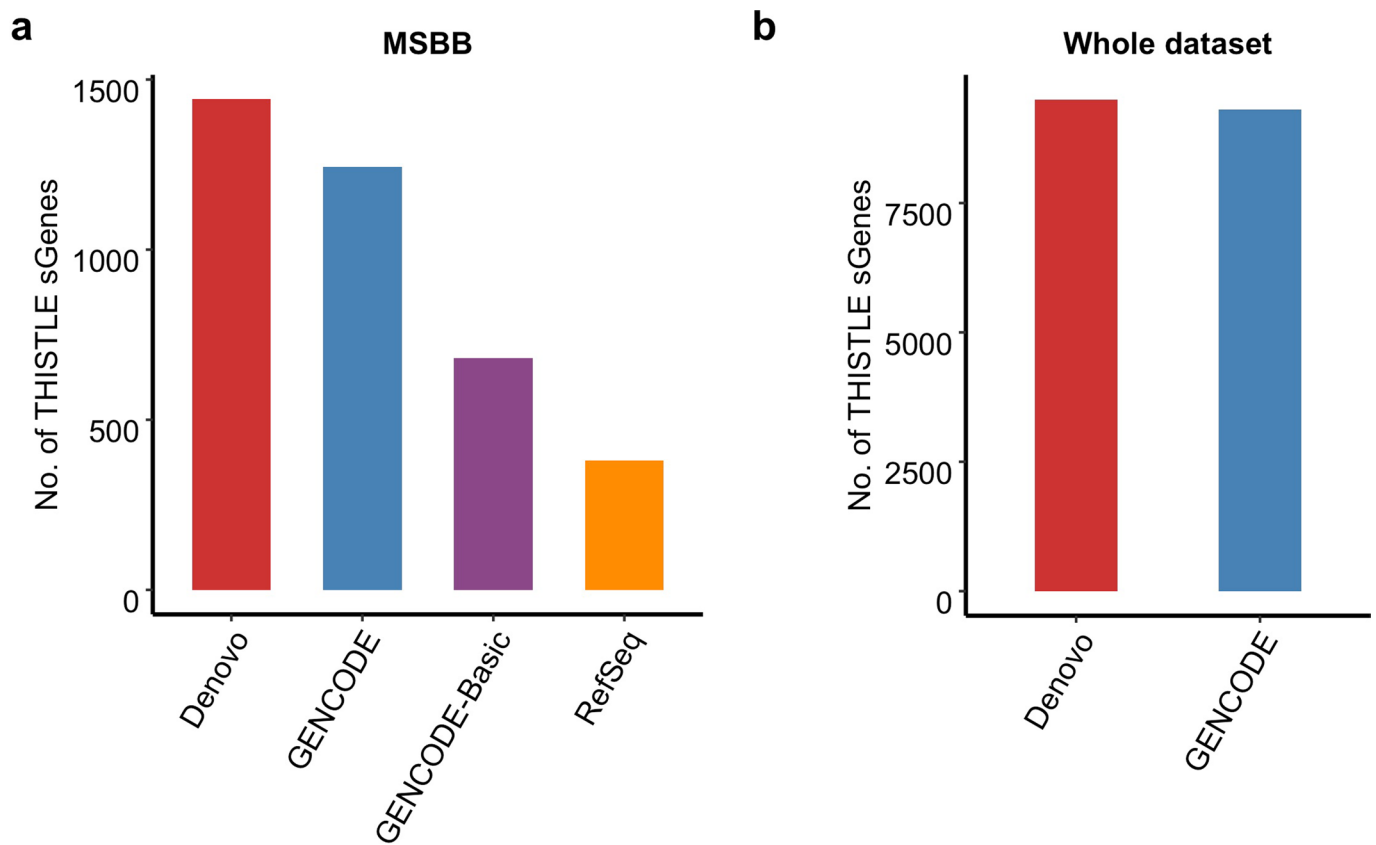 a
MSBB
No. of THISTLE sGenes
1500
1000
500
0
Denovo
GENCODE
GENCODE-Basic
RefSeq
b
Whole dataset
No. of THISTLE sGenes
7500
5000
2500
0
Denovo
GENCODE